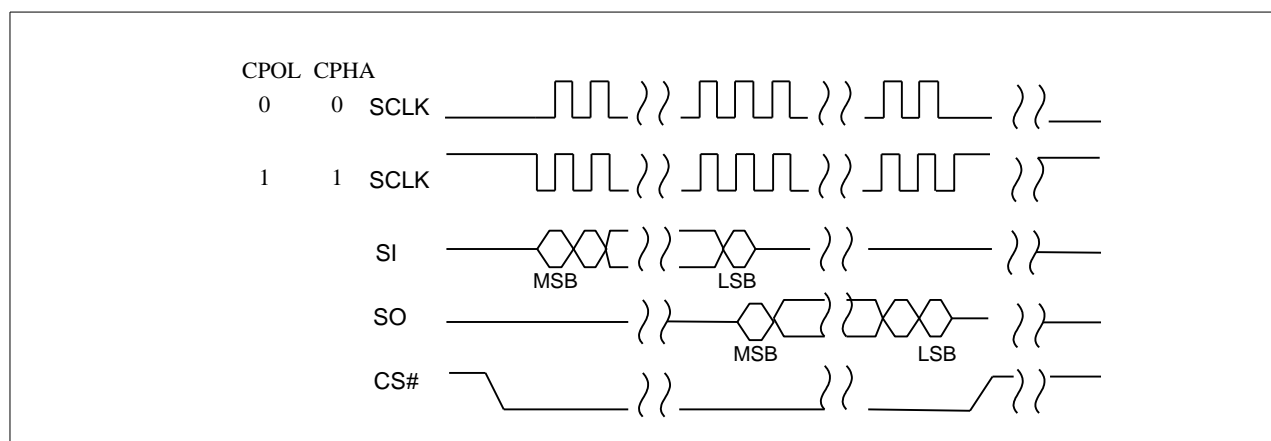 CPOL CPHA
0 0 SCLK
1 1 SCLK
SI
MSB LSB
SO
MSB LSB
CS#